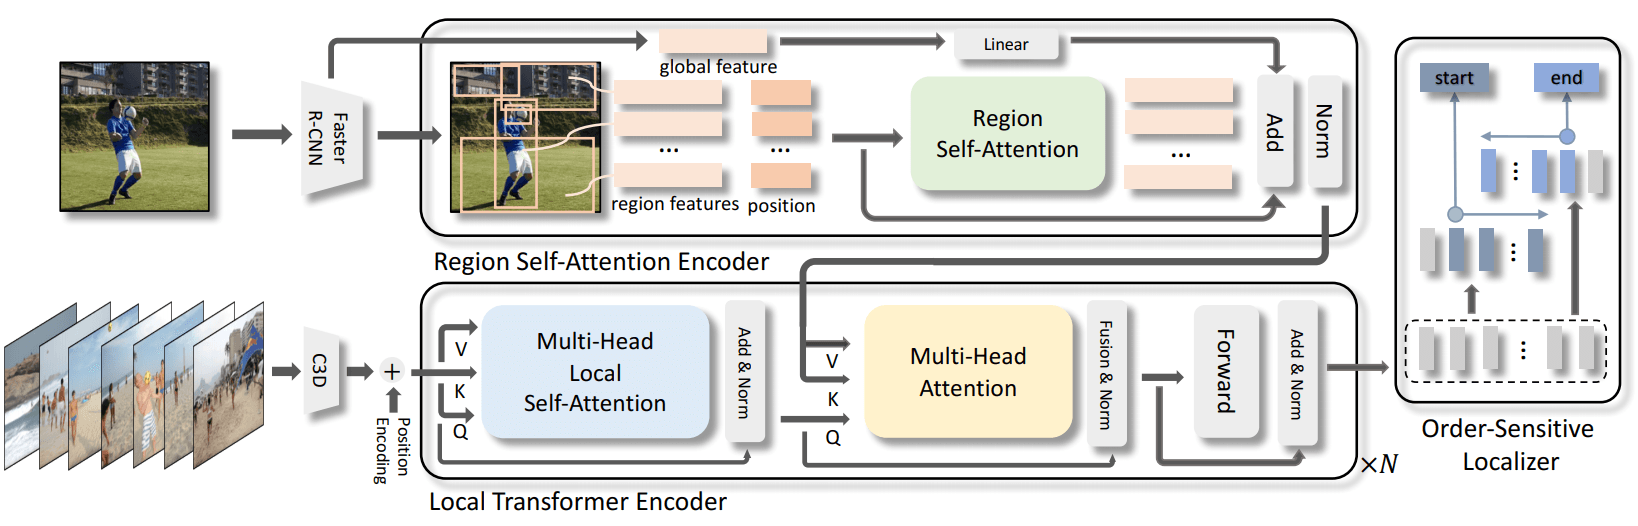 Faster
R-CNN
global feature
Linear
region features
position
...
...
Region
Self-Attention
...
Add
Norm
Region Self-Attention Encoder
C3D
+
Position
Encoding
V
K
Q
Multi-Head
Local
Self-Attention
Add & Norm
V
K
Q
Multi-Head
Attention
Fusion & Norm
Forward
Add & Norm
×N
Local Transformer Encoder
start
end
...
...
...
Order-Sensitive
Localizer